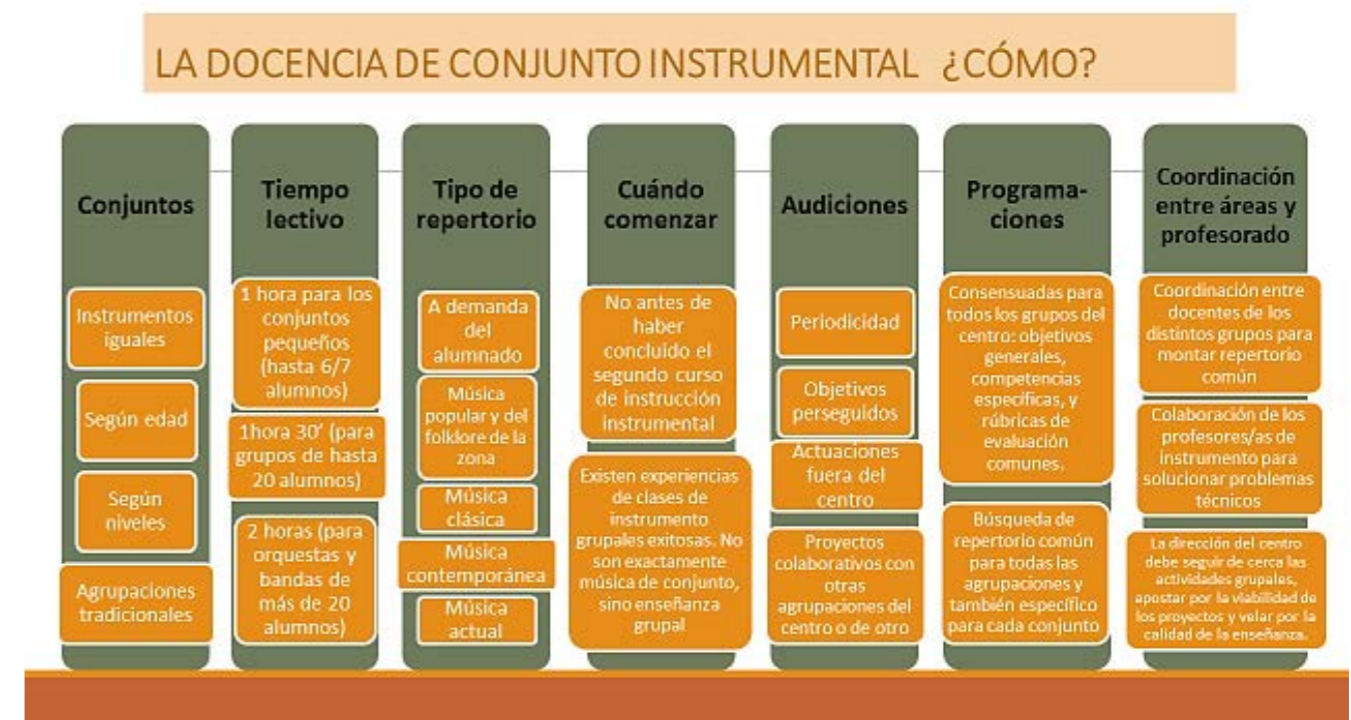 LA DOCENCIA DE CONJUNTO INSTRUMENTAL ¿CÓMO?
Conjuntos
Instrumentos
iguales
Según edad
Según
niveles
Agrupaciones
tradicionales
Tiempo
lectivo
1 hora para los
conjuntos
pequeños
(hasta 6/7
alumnos)
1hora 30' (para
grupos de hasta
20 alumnos)
2 horas (para
orquestas y
bandas de
más de 20
alumnos)
Tipo de
repertorio
A demanda
del
alumnado
Música
popular y del
folklore de la
zona
Música
clásica
Música
contemporánea
Música
actual
Cuándo
comenzar
No antes de
haber
concluido el
segundo curso
de instrucción
instrumental
Existen experiencias
de clases de
instrumento
grupales exitosas. No
son exactamente
música de conjunto,
sino enseñanza
grupal
Audiciones
Periodicidad
Objetivos
perseguidos
Actuaciones
fuera del
centro
Proyectos
colaborativos con
otras
agrupaciones del
centro o de otro
Programa-
ciones
Consensuadas para
todos los grupos del
centro: objetivos
generales,
competencias
específicas, y
rúbricas de
evaluación
comunes.
Búsqueda de
repertorio común
para todas las
agrupaciones y
también específico
para cada conjunto
Coordinación
entre áreas y
profesorado
Coordinación entre
docentes de los
distintos grupos para
montar repertorio
común
Colaboración de los
profesores/as de
instrumento para
solucionar problemas
técnicos
La dirección del centro
debe seguir de cerca las
actividades grupales,
apostar por la viabilidad de
los proyectos y velar por la
calidad de la enseñanza.